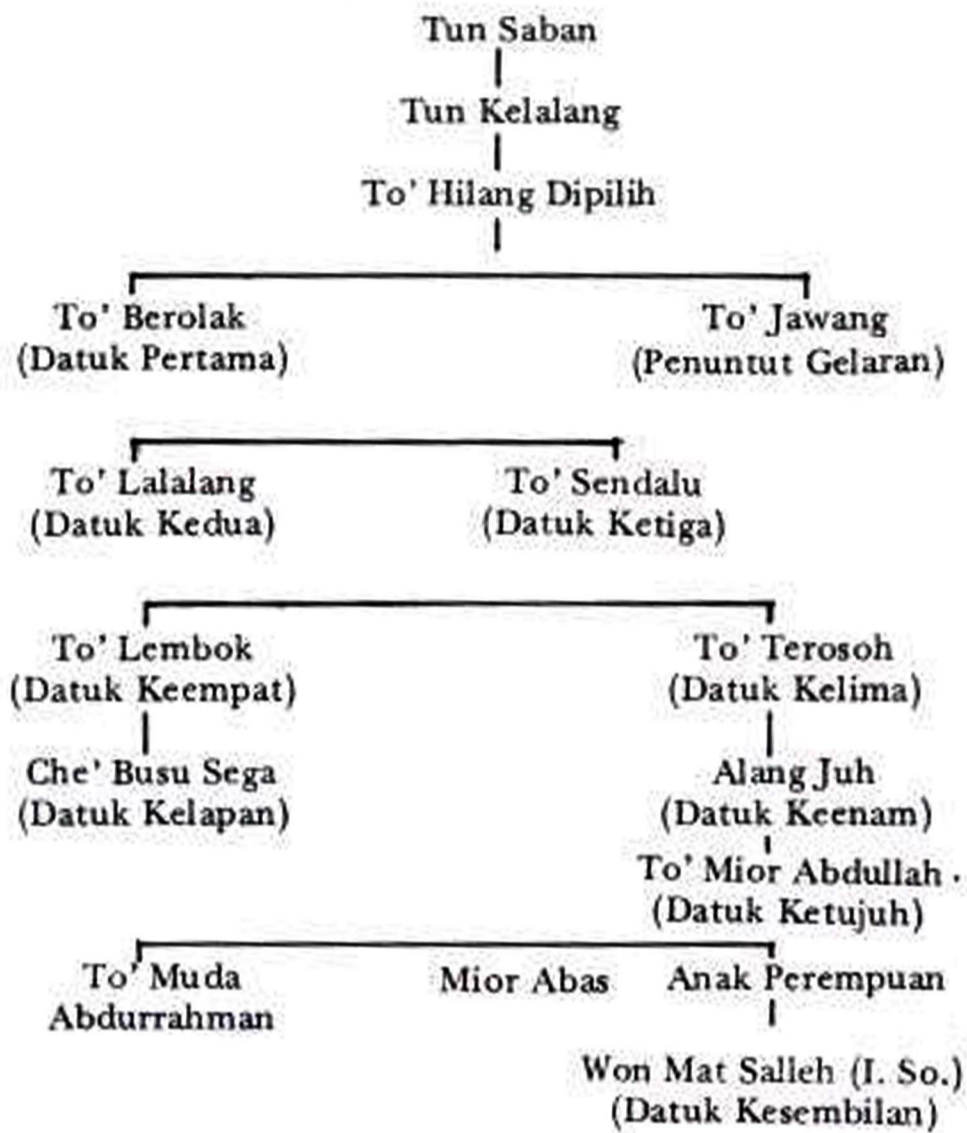 Tun Saban
Tun Kelalang
To' Hilang Dipilih
To' Berolak
(Datuk Pertama)
To' Jawang
(Penuntut Gelaran)
To' Lalalang
(Datuk Kedua)
To' Sendalu
(Datuk Ketiga)
To' Lembok
(Datuk Keempat)
To' Terosoh
(Datuk Kelima)
Che' Busu Sega
(Datuk Kelapan)
Alang Juh
(Datuk Keenam)
To' Mior Abdullah
(Datuk Ketujuh)
To' Muda
Abdurrahman
Mior Abas
Anak Perempuan
Won Mat Salleh (I. So.)
(Datuk Kesembilan)